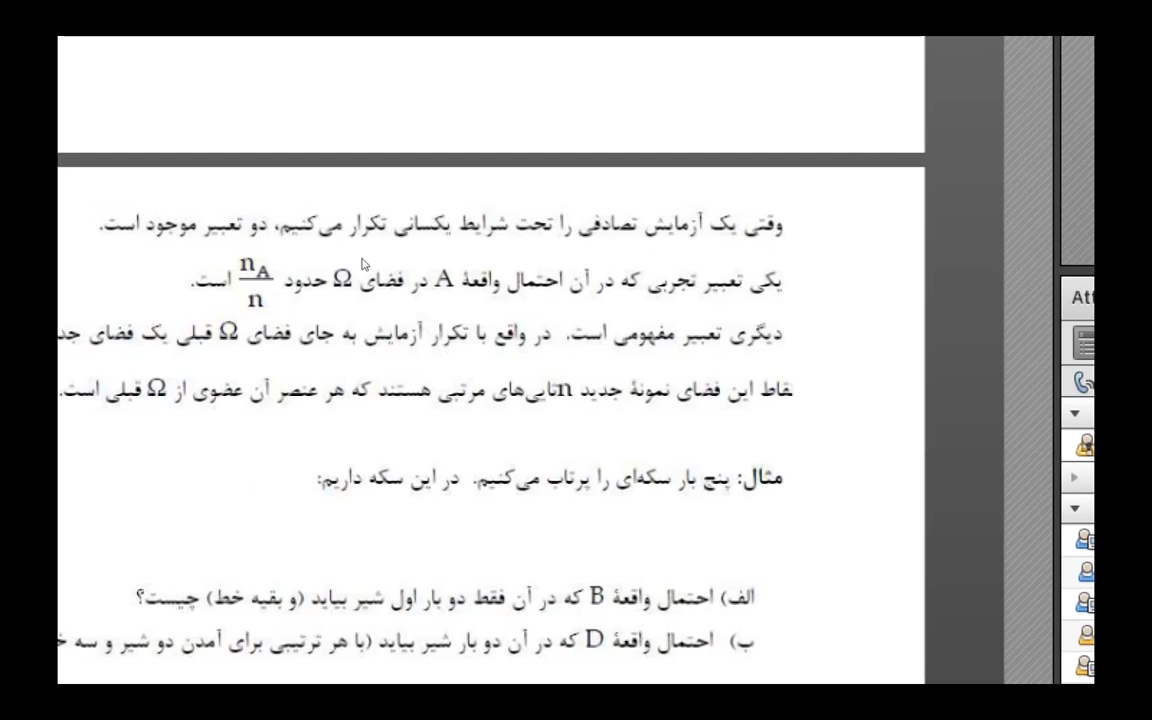 وقتی یک آزمایش تصادفی را تحت شرایط یکسانی تکرار می‌کنیم، دو تعبیر موجود است.
یکی تعبیر تجربی که در آن احتمال واقعهٔ A در فضای Ω حدود n_A/n است.
دیگری تعبیر مفهومی است. در واقع با تکرار آزمایش به جای فضای Ω قبلی یک فضای
این فضای نمونهٔ جدید nتایی‌های مرتبی هستند که هر عنصر آن عضوی از Ω قبلی است.
مثال: پنج بار سکه‌ای را پرتاب می‌کنیم. در این سکه داریم:
الف) احتمال واقعهٔ B که در آن فقط دو بار اول شیر بیاید (و بقیه خط) چیست؟
ب) احتمال واقعهٔ D که در آن دو بار شیر بیاید (با هر ترتیبی برای آمدن دو شیر و سه